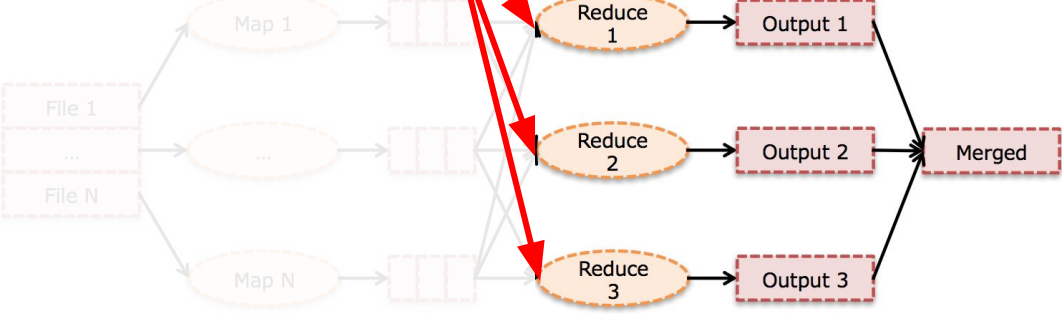 Map 1
Reduce
1
Output 1
File 1
...
File N
...
Reduce
2
Output 2
Merged
Map N
Reduce
3
Output 3